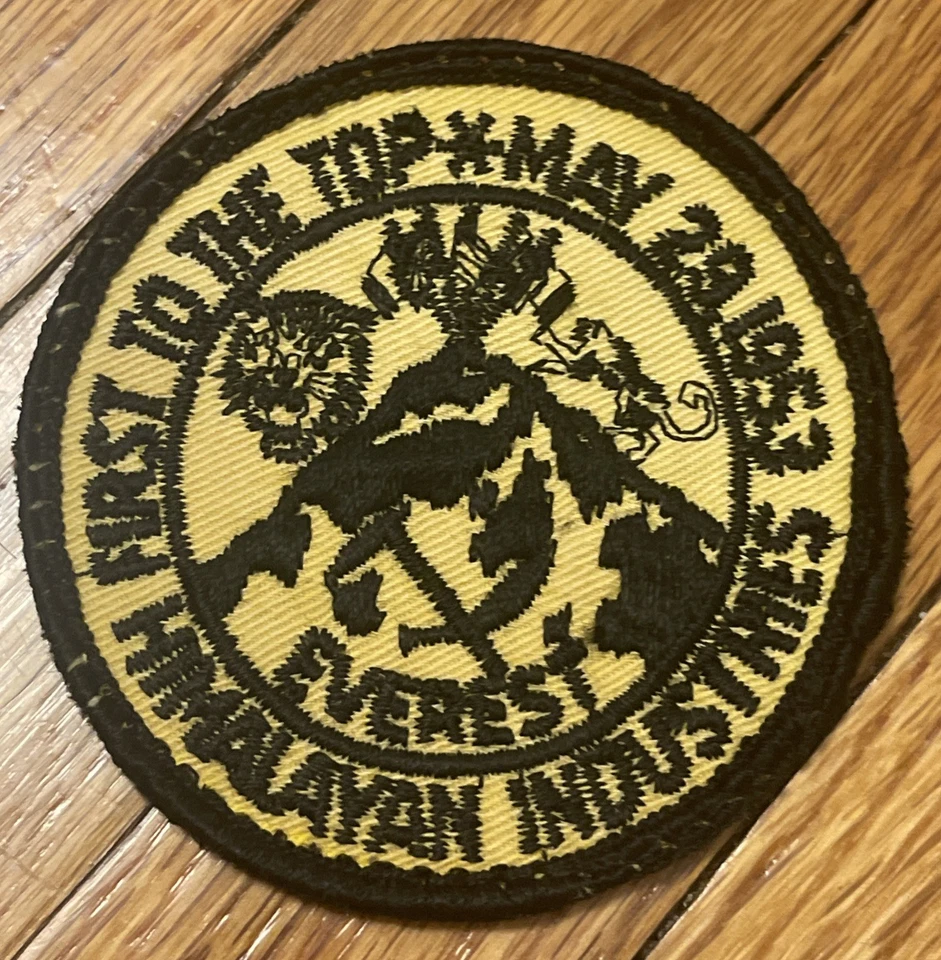 FIRST TO THE TOP * MAY 29 1953
EVEREST
HIMALAYAN INDUSTRIES